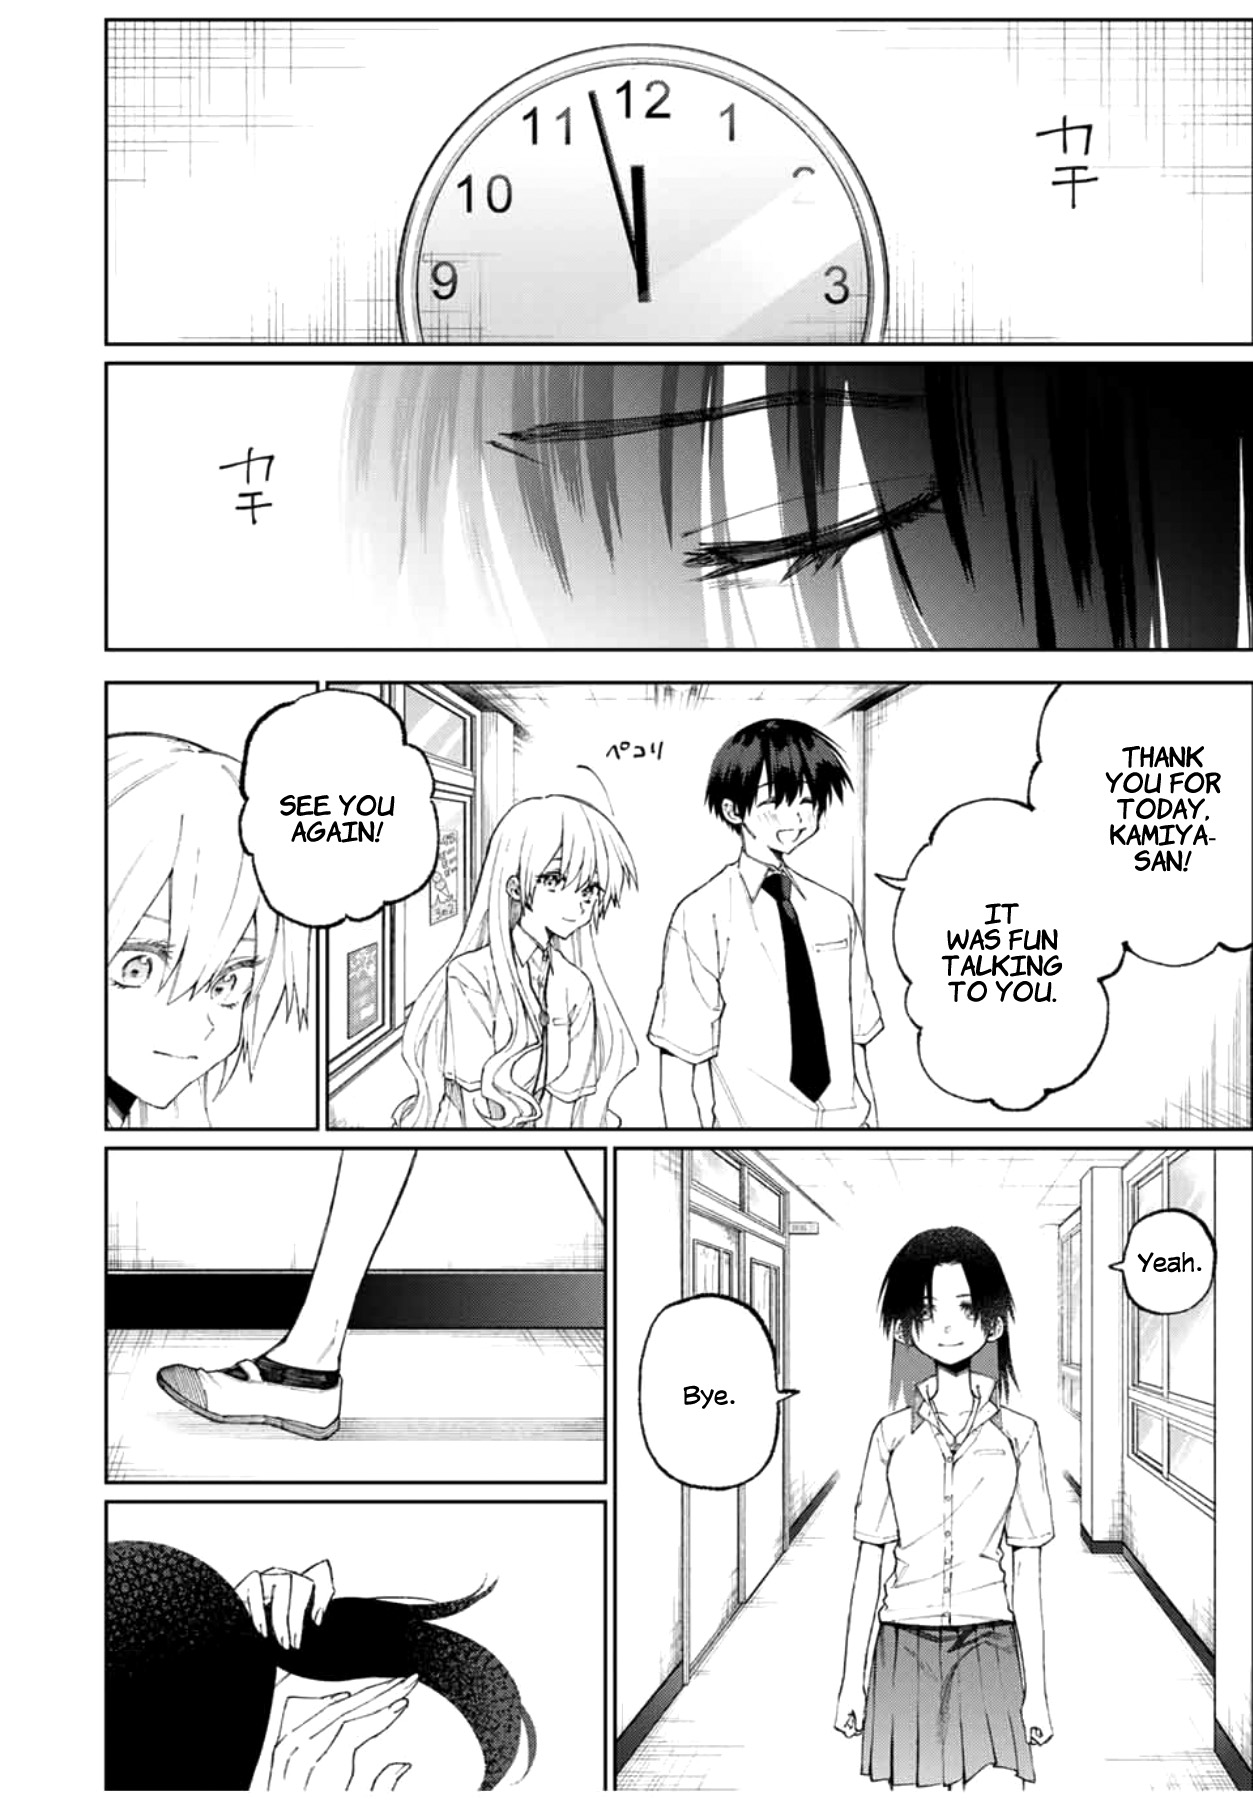 11
12
1
10
2
9
3
カチ
カチ
THANK
YOU FOR
TODAY,
KAMIYA-
SAN!
IT
WAS FUN
TALKING
TO YOU.
ペコリ
SEE YOU
AGAIN!
Yeah.
Bye.